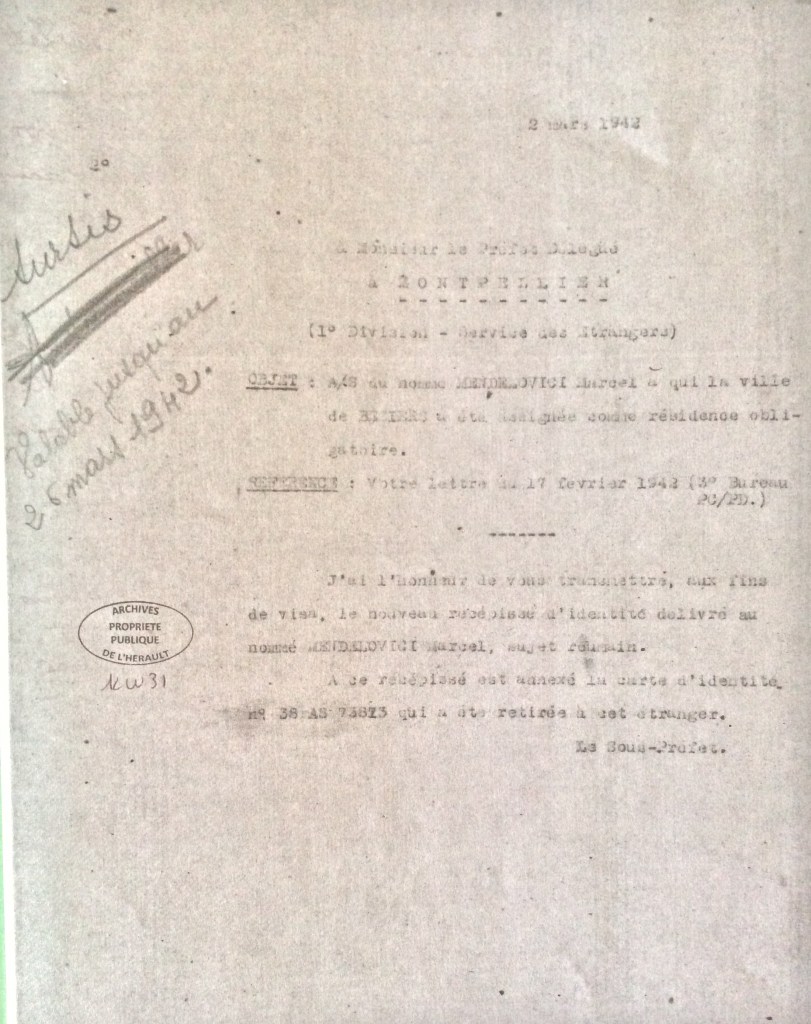 2 mars 1942
2°
Sursis
Valable jusqu'au
26 mars 1942.
à Monsieur le Préfet Délégué
à MONTPELLIER
(1° Division - Service des Etrangers)
OBJET : A/S du nommé MENDELOVICI Marcel à qui la ville
de BEZIERS a été assignée comme résidence obli-
gatoire.
REFERENCE : Votre lettre du 17 février 1942 (3° Bureau
PC/PD.)
J'ai l'honneur de vous transmettre, aux fins
de visa, le nouveau récépissé d'identité délivré au
nommé MENDELOVICI Marcel, sujet roumain.
A ce récépissé est annexé la carte d'identité
n° 38 AS 73813 qui a été retirée à cet étranger.
Le Sous-Préfet.
ARCHIVES
PROPRIETE
PUBLIQUE
DE L'HERAULT
1KW31